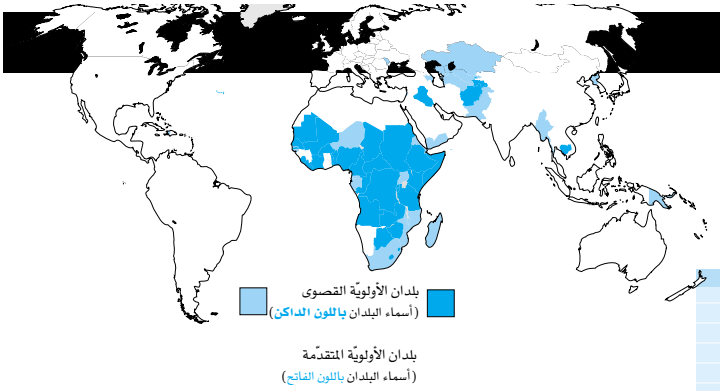 بلدان الأولويّة القصوى
(أسماء البلدان باللون الداكن)
بلدان الأولويّة المتقدّمة
(أسماء البلدان باللون الفاتح)